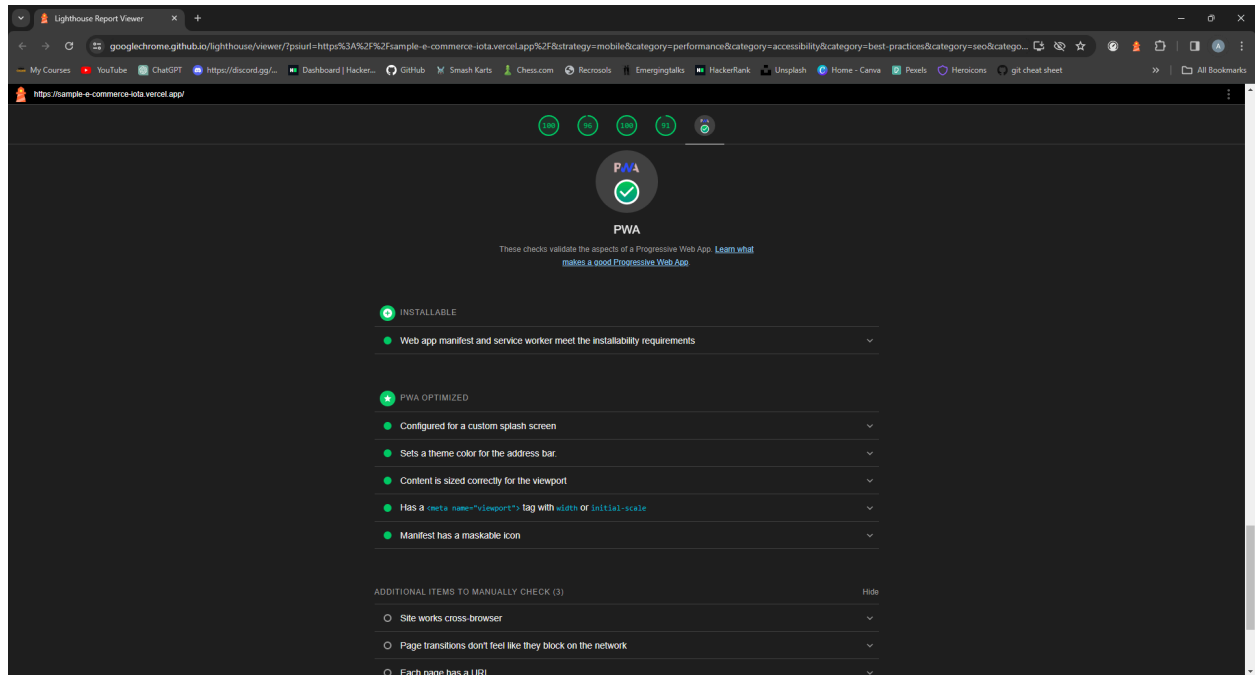 Lighthouse Report Viewer
googlechrome.github.io/lighthouse/viewer/?psiurl=https%3A%2F%2Fsample-e-commerce-iota.vercel.app%2F&strategy=mobile&category=performance&category=accessibility&category=best-practices&category=seo&catego...
My Courses YouTube ChatGPT https://discord.gg/... Dashboard | Hacker... GitHub Smash Karts Chess.com Recrosols Emergingtalks HackerRank Unsplash Home - Canva Pexels Heroicons git cheat sheet All Bookmarks
https://sample-e-commerce-iota.vercel.app/
100 96 100 91
PWA
PWA
These checks validate the aspects of a Progressive Web App. Learn what
makes a good Progressive Web App.
INSTALLABLE
Web app manifest and service worker meet the installability requirements
PWA OPTIMIZED
Configured for a custom splash screen
Sets a theme color for the address bar.
Content is sized correctly for the viewport
Has a <meta name="viewport"> tag with width or initial-scale
Manifest has a maskable icon
ADDITIONAL ITEMS TO MANUALLY CHECK (3) Hide
Site works cross-browser
Page transitions don't feel like they block on the network
Each page has a URL